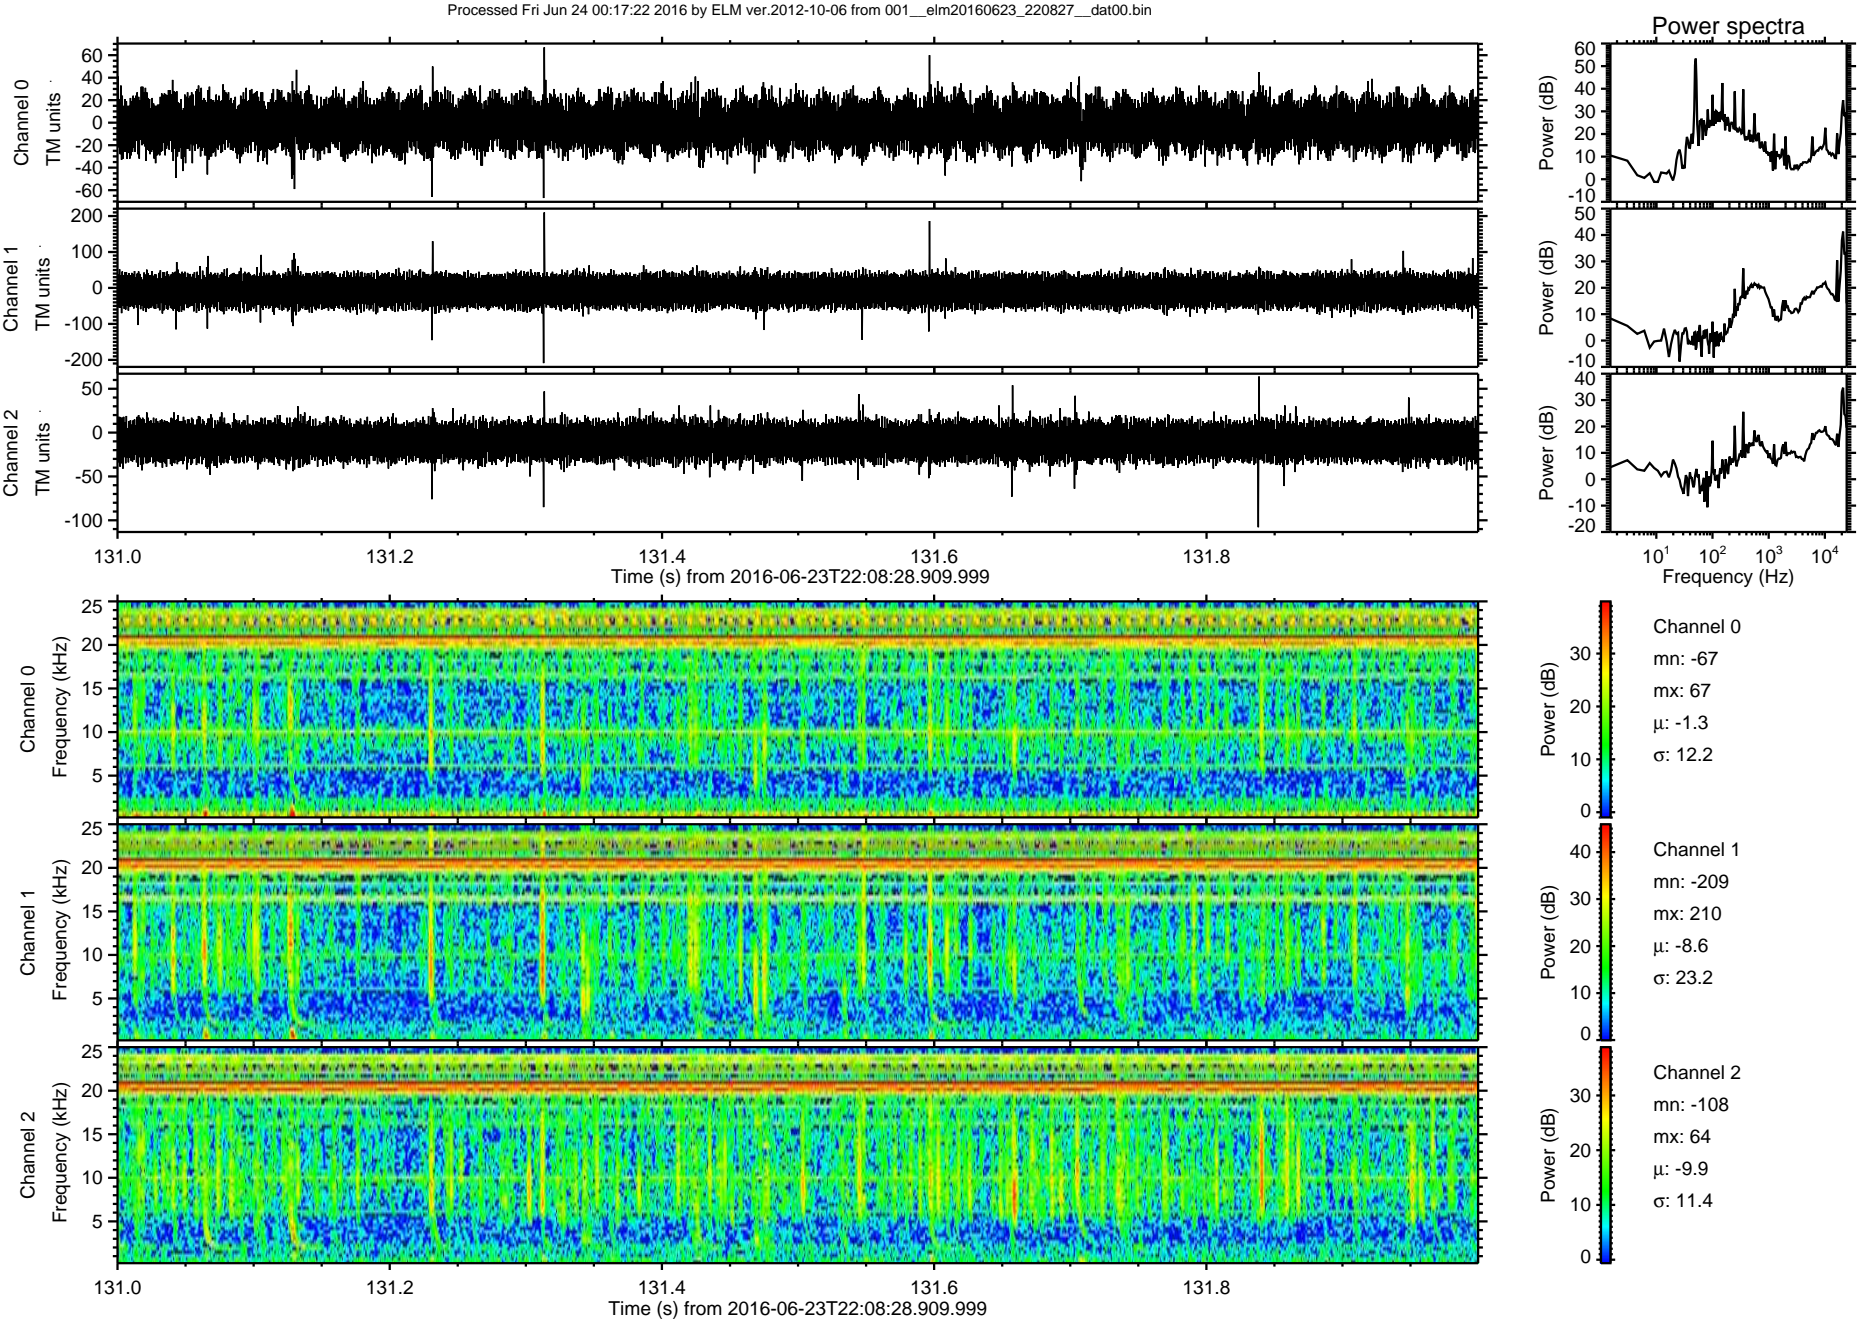 Processed Fri Jun 24 00:17:22 2016 by ELM ver.2012-10-06 from 001__elm20160623_220827__dat00.bin
Power spectra
Channel 0
TM units
60
40
20
0
-20
-40
-60
Power (dB)
60
50
40
30
20
10
0
-10
Channel 1
TM units
200
100
0
-100
-200
Power (dB)
50
40
30
20
10
0
-10
Channel 2
TM units
50
0
-50
-100
Power (dB)
40
30
20
10
0
-10
-20
131.0 131.2 131.4 131.6 131.8
Time (s) from 2016-06-23T22:08:28.909.999
10¹ 10² 10³ 10⁴
Frequency (Hz)
Channel 0
Frequency (kHz)
25
20
15
10
5
Power (dB)
30
20
10
0
Channel 0
mn: -67
mx: 67
μ: -1.3
σ: 12.2
Channel 1
Frequency (kHz)
25
20
15
10
5
Power (dB)
40
30
20
10
0
Channel 1
mn: -209
mx: 210
μ: -8.6
σ: 23.2
Channel 2
Frequency (kHz)
25
20
15
10
5
Power (dB)
30
20
10
0
Channel 2
mn: -108
mx: 64
μ: -9.9
σ: 11.4
131.0 131.2 131.4 131.6 131.8
Time (s) from 2016-06-23T22:08:28.909.999